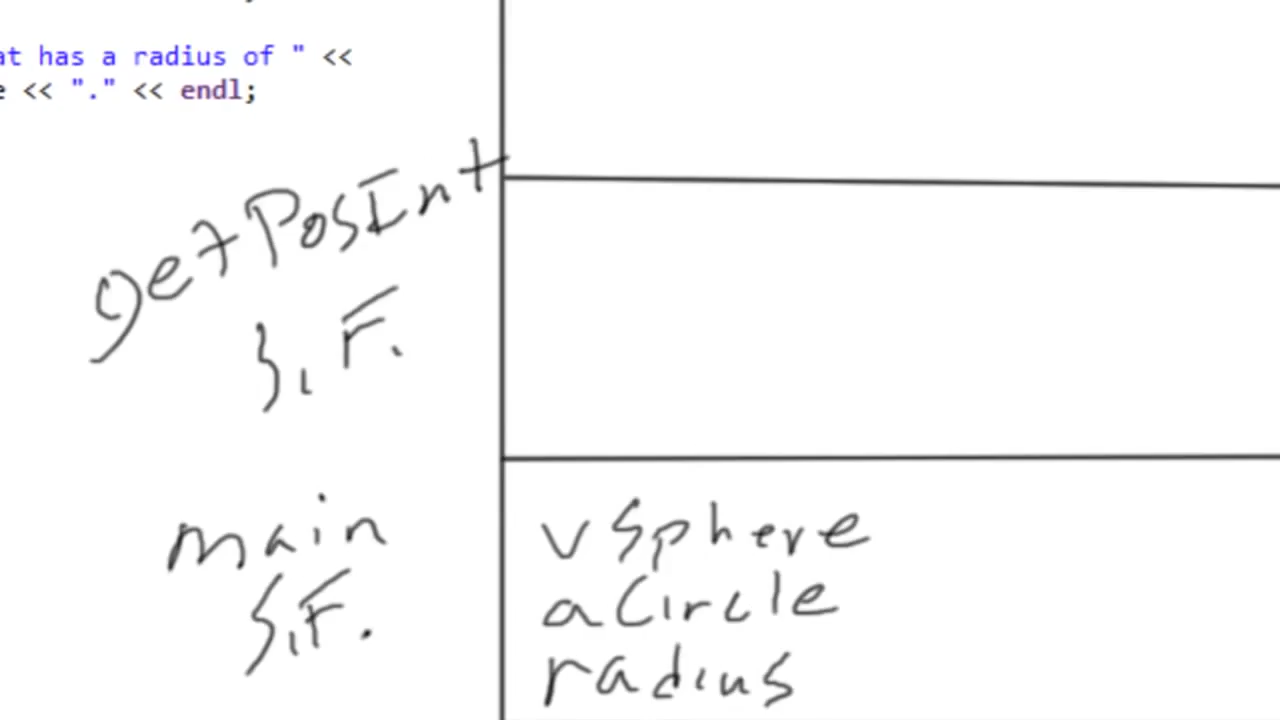 at has a radius of " <<
e << "." << endl;
getPosInt
S.F.
main
S.F.
vSphere
aCircle
radius